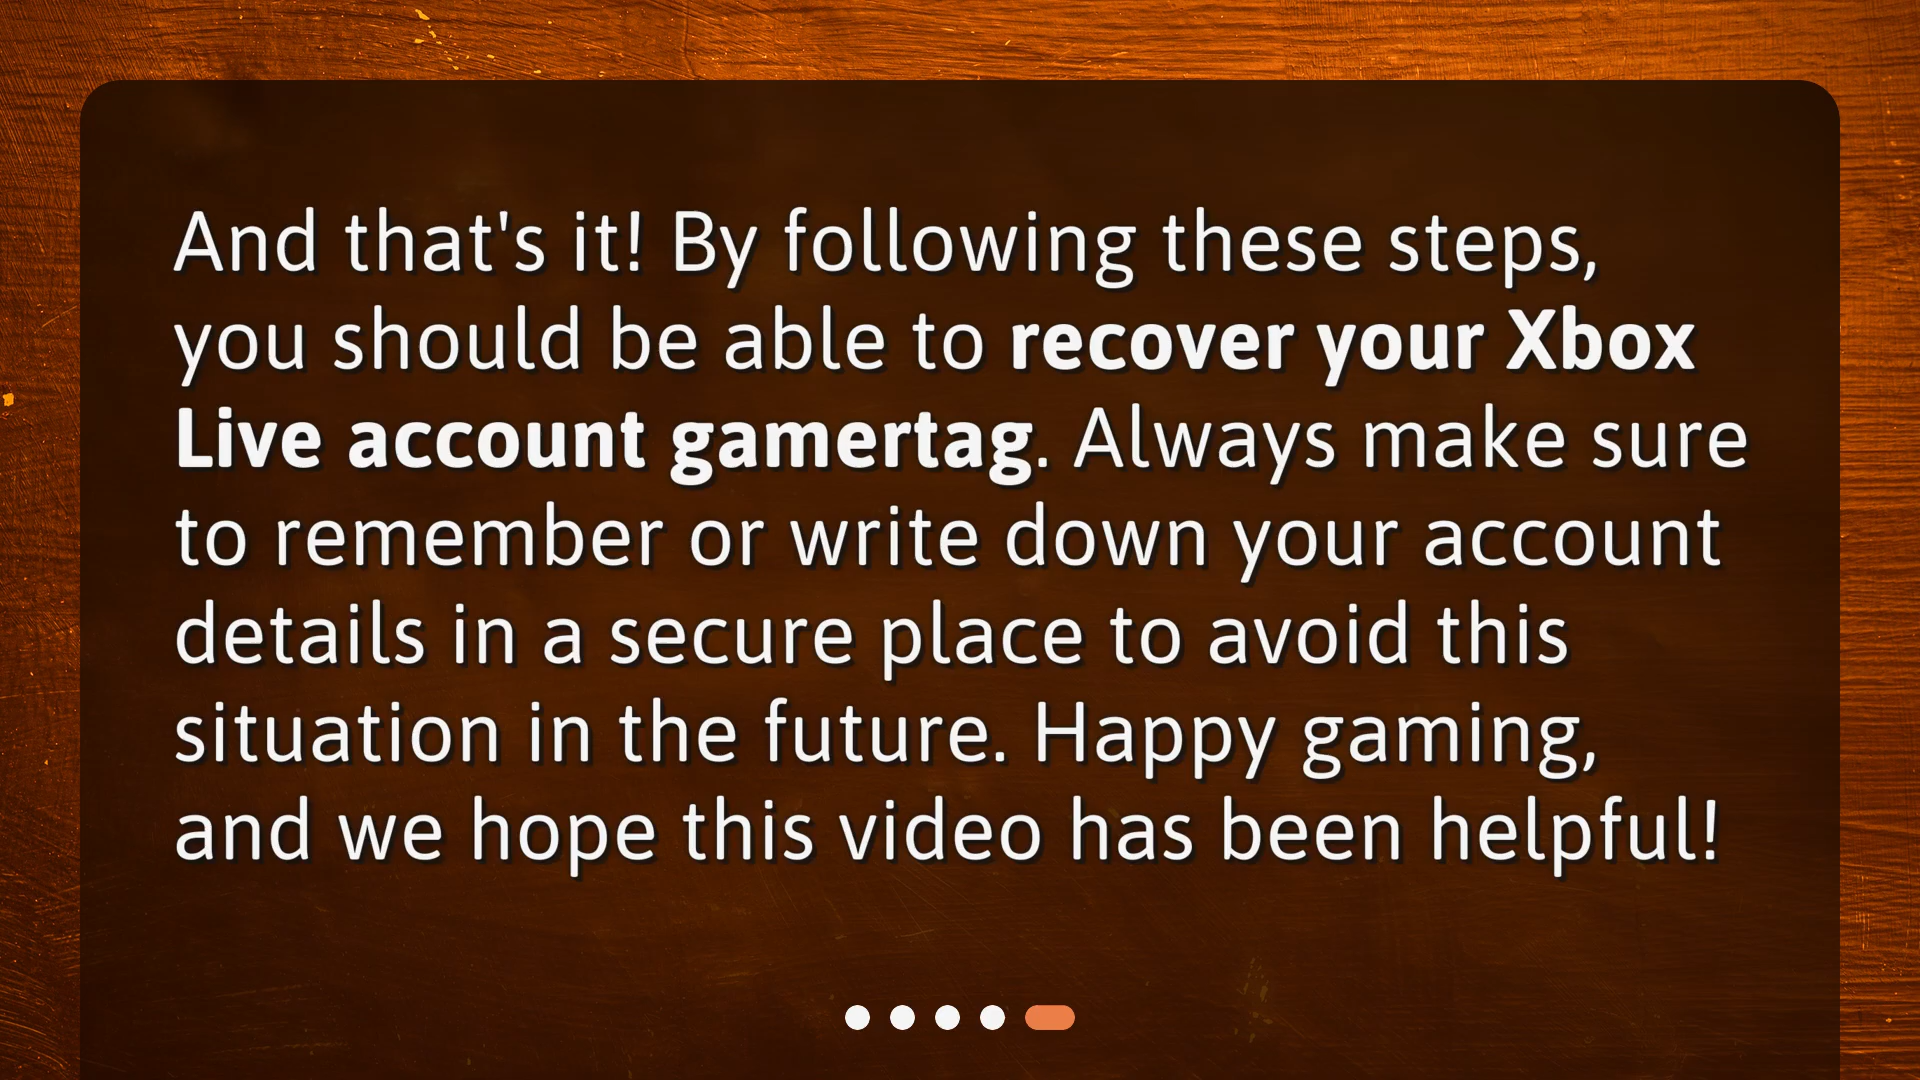 And that's it! By following these steps,
you should be able to recover your Xbox
Live account gamertag. Always make sure
to remember or write down your account
details in a secure place to avoid this
situation in the future. Happy gaming,
and we hope this video has been helpful!